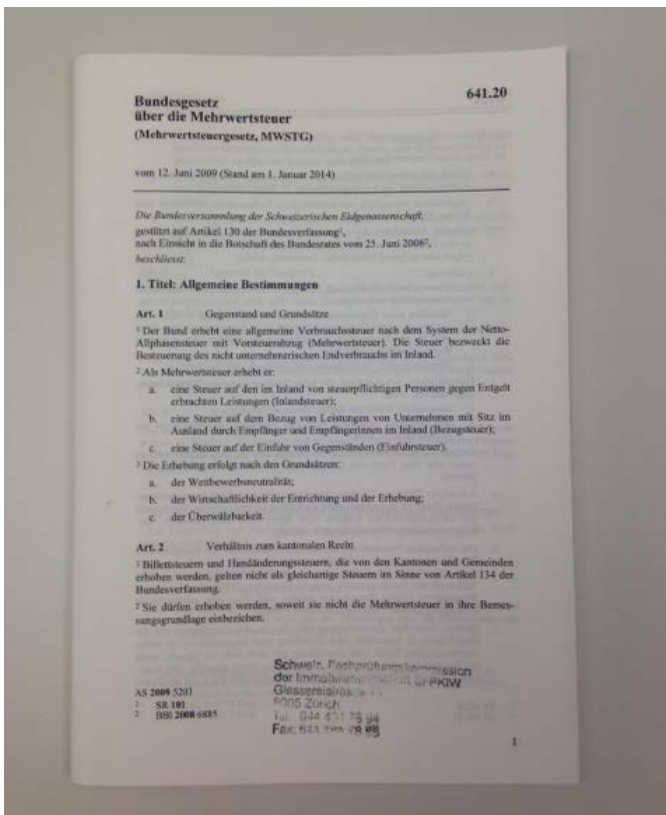 641.20
Bundesgesetz
über die Mehrwertsteuer
(Mehrwertsteuergesetz, MWSTG)
vom 12. Juni 2009 (Stand am 1. Januar 2014)
Die Bundesversammlung der Schweizerischen Eidgenossenschaft,
gestützt auf Artikel 130 der Bundesverfassung¹,
nach Einsicht in die Botschaft des Bundesrates vom 25. Juni 2008²,
beschliesst:
1. Titel: Allgemeine Bestimmungen
Art. 1 Gegenstand und Grundsätze
¹ Der Bund erhebt eine allgemeine Verbrauchssteuer nach dem System der Netto-
Allphasensteuer mit Vorsteuerabzug (Mehrwertsteuer). Die Steuer bezweckt die
Besteuerung des nicht unternehmerischen Endverbrauchs im Inland.
² Als Mehrwertsteuer erhebt er:
a. eine Steuer auf den im Inland von steuerpflichtigen Personen gegen Entgelt
erbrachten Leistungen (Inlandsteuer);
b. eine Steuer auf dem Bezug von Leistungen von Unternehmen mit Sitz im
Ausland durch Empfänger und Empfängerinnen im Inland (Bezugsteuer);
c. eine Steuer auf der Einfuhr von Gegenständen (Einfuhrsteuer).
³ Die Erhebung erfolgt nach den Grundsätzen:
a. der Wettbewerbsneutralität;
b. der Wirtschaftlichkeit der Entrichtung und der Erhebung;
c. der Überwälzbarkeit.
Art. 2 Verhältnis zum kantonalen Recht
¹ Billettsteuern und Handänderungssteuern, die von den Kantonen und Gemeinden
erhoben werden, gelten nicht als gleichartige Steuern im Sinne von Artikel 134 der
Bundesverfassung.
² Sie dürfen erhoben werden, soweit sie nicht die Mehrwertsteuer in ihre Bemes-
sungsgrundlage einbeziehen.
Schweiz. Fachprüfungskommission
der
8005 Zürich
Tel. 044
Fax
AS 2009 5203
1 SR 101
2 BBl 2008 6885
1